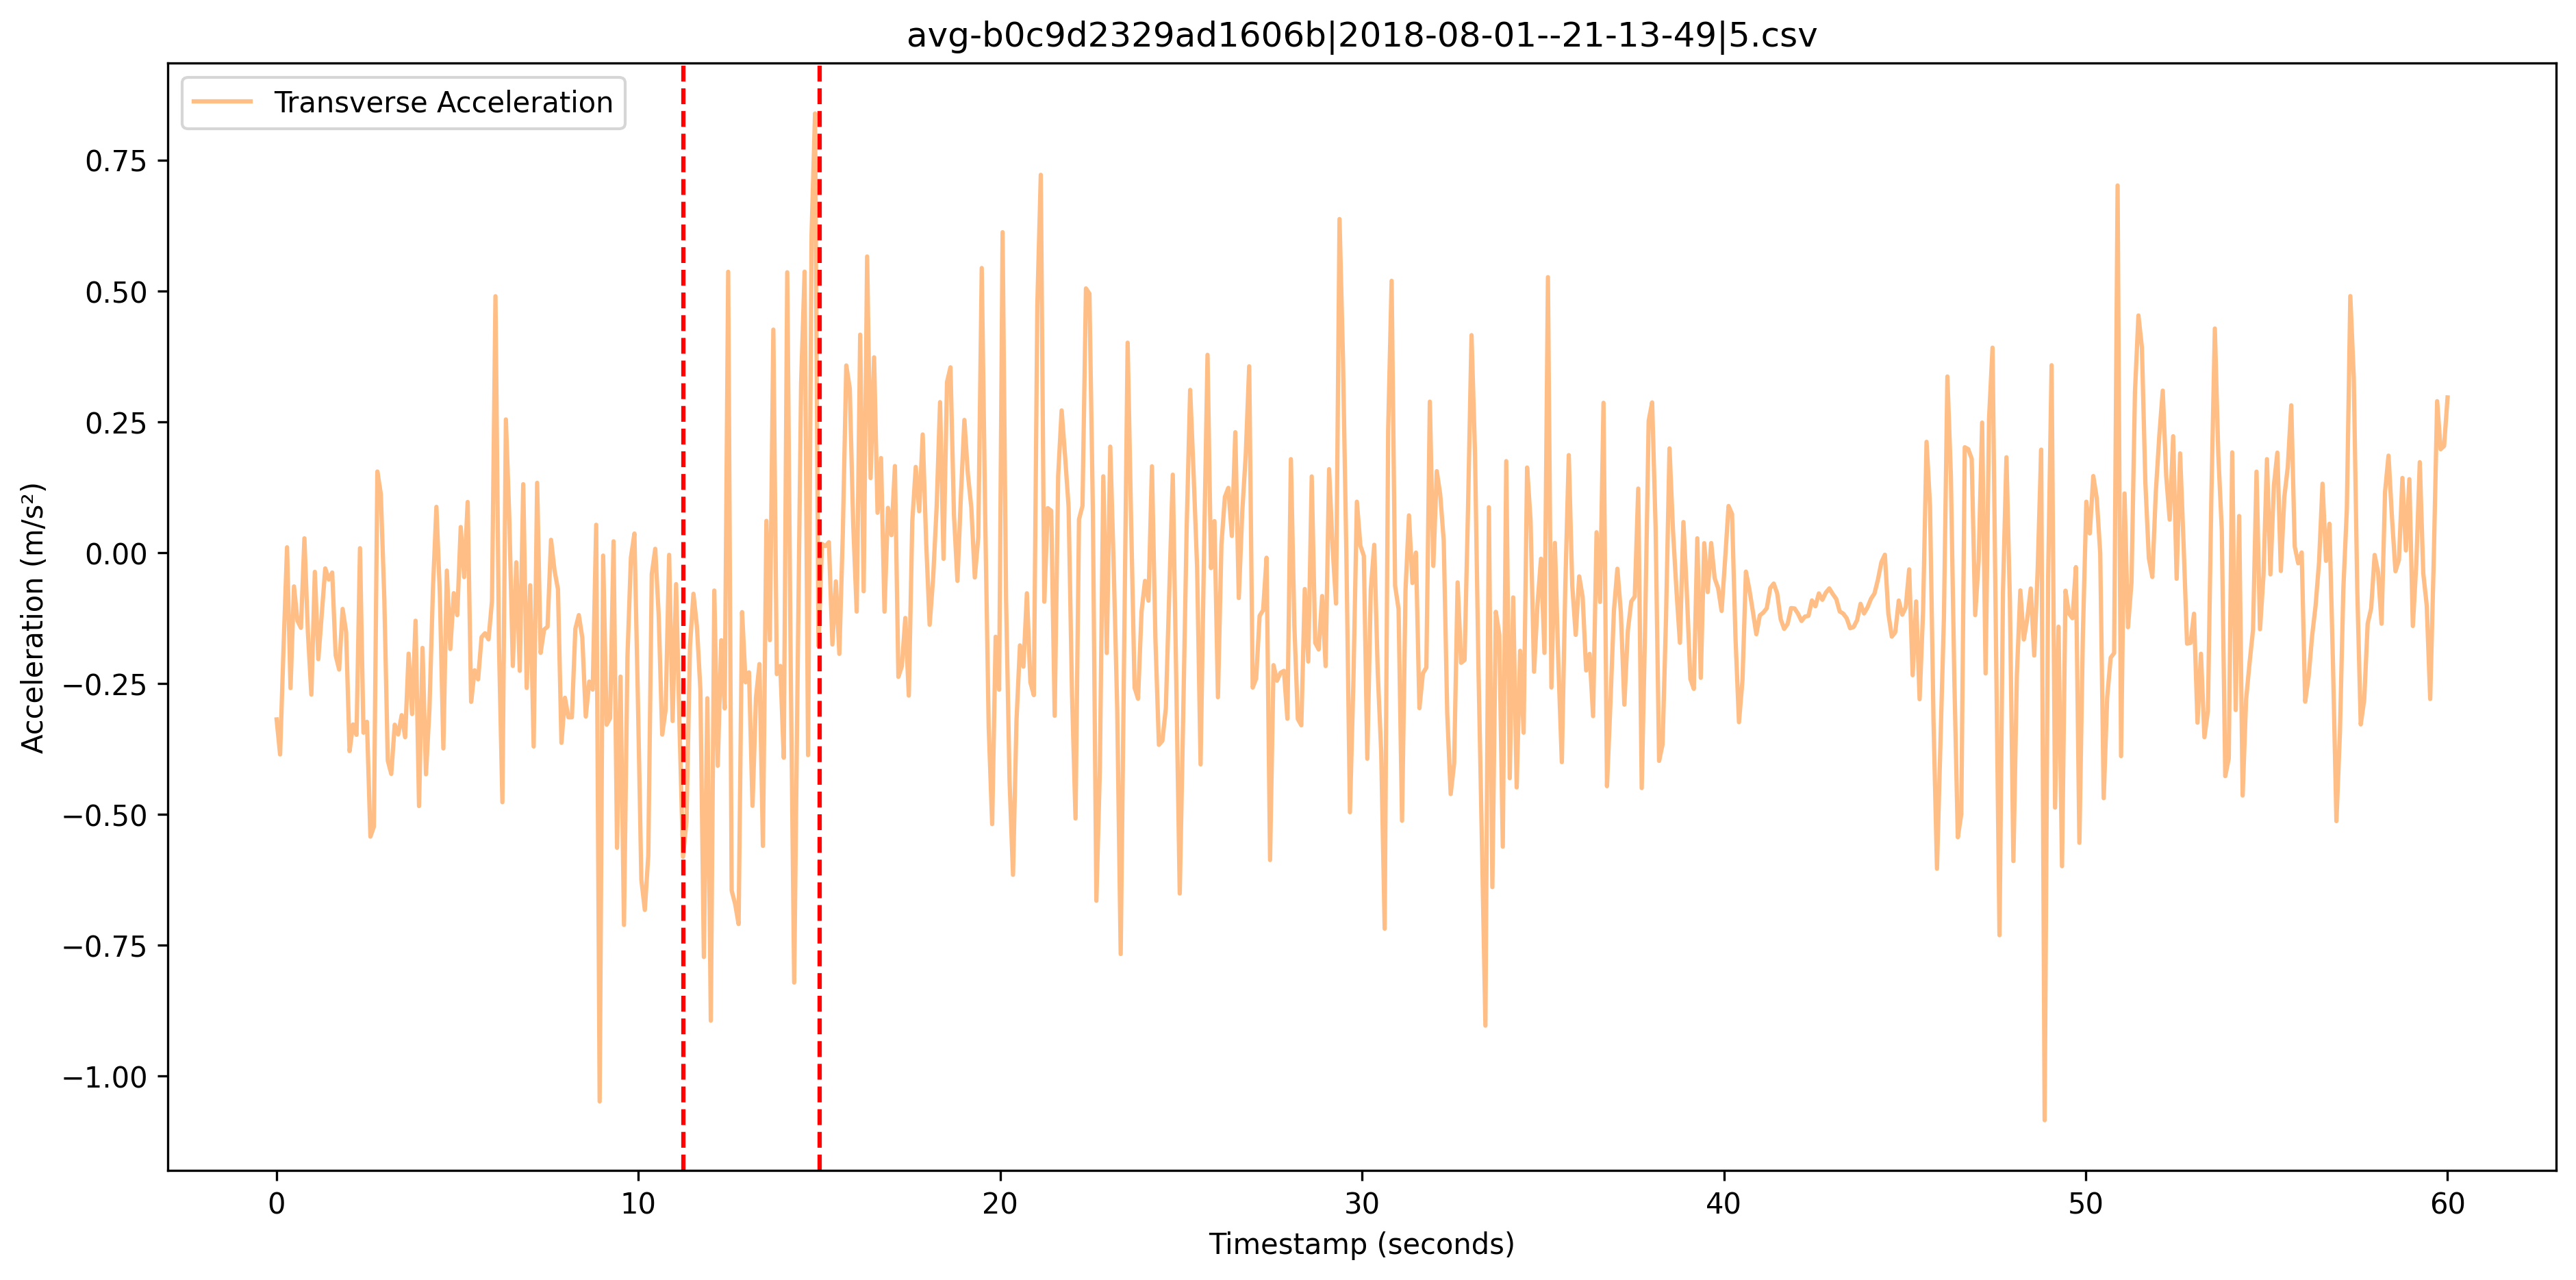 avg-b0c9d2329ad1606b|2018-08-01--21-13-49|5.csv
Transverse Acceleration
Acceleration (m/s²)
0.75
0.50
0.25
0.00
−0.25
−0.50
−0.75
−1.00
0 10 20 30 40 50 60
Timestamp (seconds)